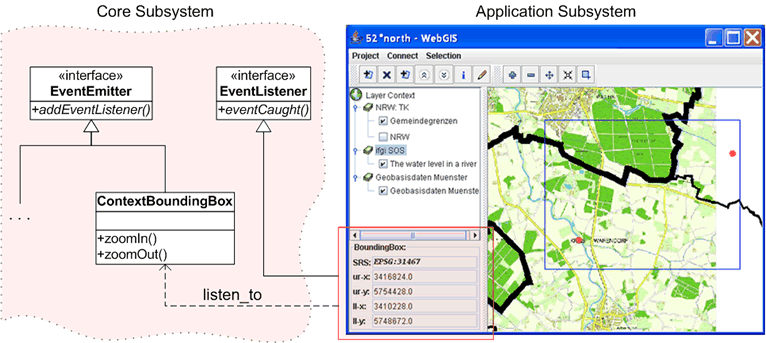 Core Subsystem
Application Subsystem
«interface»
EventEmitter
+addEventListener()
«interface»
EventListener
+eventCaught()
ContextBoundingBox
+zoomIn()
+zoomOut()
. . .
listen_to
52°north - WebGIS
Project Connect Selection
Layer Context
NRW: TK
Gemeindegrenzen
NRW
ifgi SOS
The water level in a river
Geobasisdaten Muenster
Geobasisdaten Muenste
BoundingBox:
SRS: EPSG:31467
ur-x: 3416824.0
ur-y: 5754428.0
ll-x: 3410228.0
ll-y: 5748672.0
WARENDORF